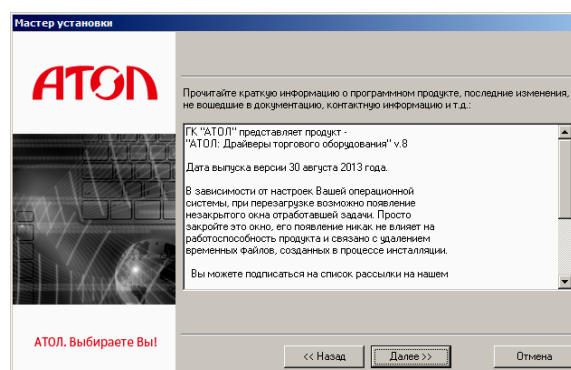 Мастер установки
АТОЛ
Прочитайте краткую информацию о программном продукте, последние изменения,
не вошедшие в документацию, контактную информацию и т.д.:
ГК "АТОЛ" представляет продукт -
"АТОЛ: Драйверы торгового оборудования" v.8
Дата выпуска версии 30 августа 2013 года.
В зависимости от настроек Вашей операционной
системы, при перезагрузке возможно появление
незакрытого окна отработавшей задачи. Просто
закройте это окно, его появление никак не влияет на
работоспособность продукта и связано с удалением
временных файлов, созданных в процессе инсталляции.
Вы можете подписаться на список рассылки на нашем
АТОЛ. Выбираете Вы!
<< Назад
Далее >>
Отмена